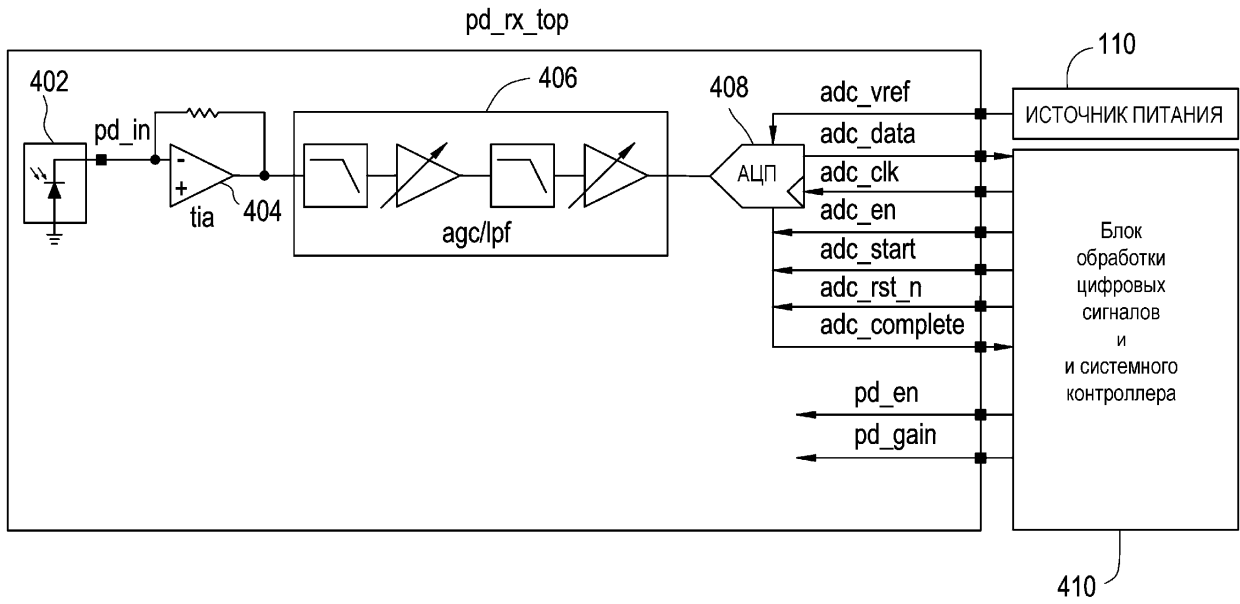 pd_rx_top
402
pd_in
-
+
tia
404
406
agc/lpf
408
АЦП
adc_vref
adc_data
adc_clk
adc_en
adc_start
adc_rst_n
adc_complete
pd_en
pd_gain
110
ИСТОЧНИК ПИТАНИЯ
Блок
обработки
цифровых
сигналов
и
и системного
контроллера
410